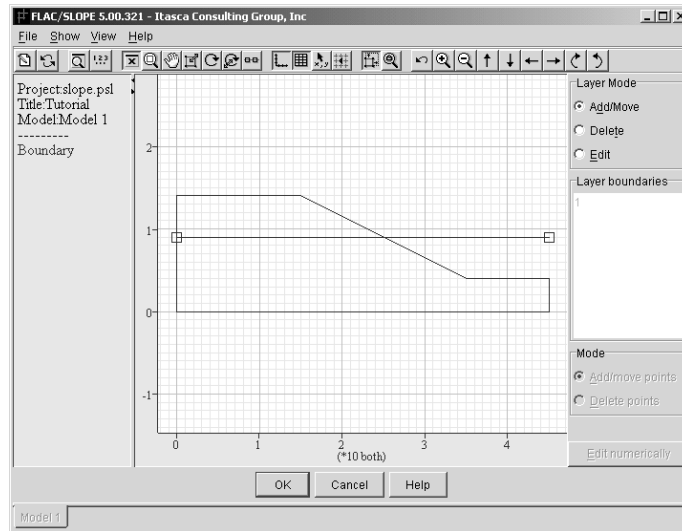 FLAC/SLOPE 5.00.321 - Itasca Consulting Group, Inc
File Show View Help
Project:slope.psl
Title:Tutorial
Model:Model 1
---------
Boundary
2
1
0
-1
0 1 2 3 4
(*10 both)
Layer Mode
Add/Move
Delete
Edit
Layer boundaries
1
Mode
Add/move points
Delete points
Edit numerically
OK Cancel Help
Model 1